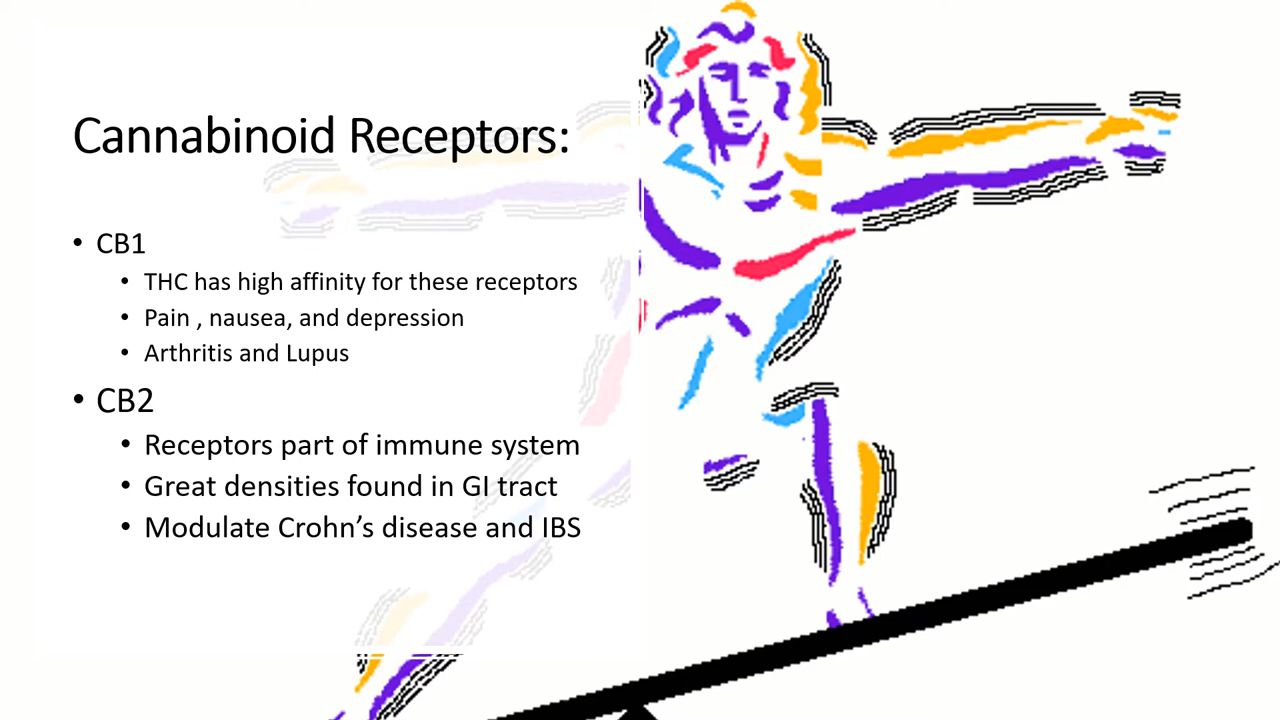 Cannabinoid Receptors:
• CB1
• THC has high affinity for these receptors
• Pain , nausea, and depression
• Arthritis and Lupus
• CB2
• Receptors part of immune system
• Great densities found in GI tract
• Modulate Crohn’s disease and IBS